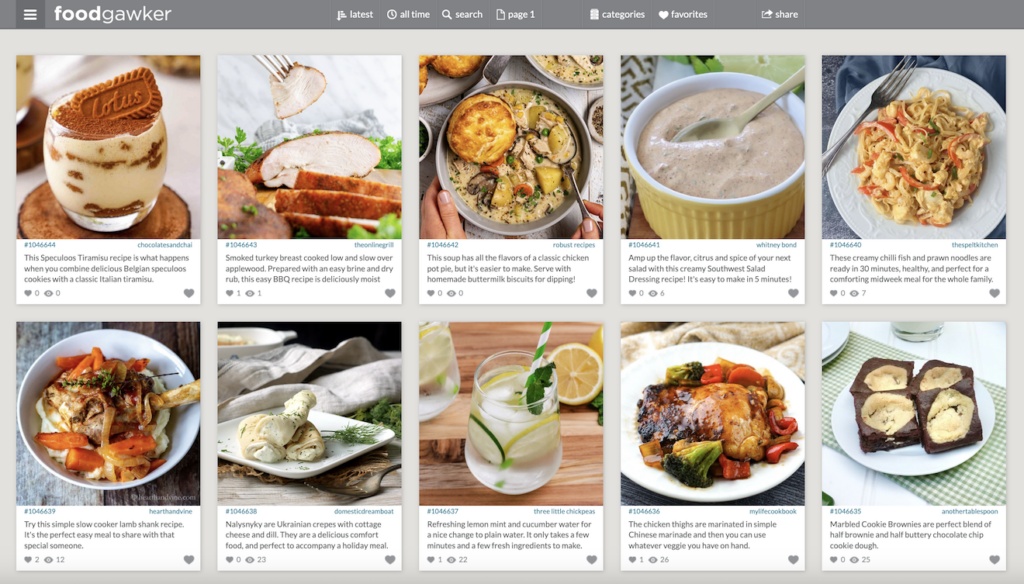 foodgawker
latest
all time
search
page 1
categories
favorites
share
Lotus
#1046644 chocolatesandchai
This Speculoos Tiramisu recipe is what happens
when you combine delicious Belgian speculoos
cookies with a classic Italian tiramisu.
0 0
#1046643 theonlinegrill
Smoked turkey breast cooked low and slow over
applewood. Prepared with an easy brine and dry
rub, this easy BBQ recipe is deliciously moist
1 1
#1046642 robust recipes
This soup has all the flavors of a classic chicken
pot pie, but it's easier to make. Serve with
homemade buttermilk biscuits for dipping!
0 0
#1046641 whitney bond
Amp up the flavor, citrus and spice of your next
salad with this creamy Southwest Salad
Dressing recipe! It's easy to make in 5 minutes!
0 6
#1046640 thespeltkitchen
These creamy chilli fish and prawn noodles are
ready in 30 minutes, healthy, and perfect for a
comforting midweek meal for the whole family.
0 7
©hearthandvine.com
#1046639 hearthandvine
Try this simple slow cooker lamb shank recipe.
It's the perfect easy meal to share with that
special someone.
2 12
#1046638 domesticdreamboat
Nalysnyky are Ukrainian crepes with cottage
cheese and dill. They are a delicious comfort
food, and perfect to accompany a holiday meal.
0 23
#1046637 three little chickpeas
Refreshing lemon mint and cucumber water for
a nice change to plain water. It only takes a few
minutes and a few fresh ingredients to make.
1 22
#1046636 mylifecookbook
The chicken thighs are marinated in simple
Chinese marinade and then you can use
whatever veggie you have on hand.
1 26
#1046635 anothertablespoon
Marbled Cookie Brownies are perfect blend of
half brownie and half buttery chocolate chip
cookie dough.
0 25